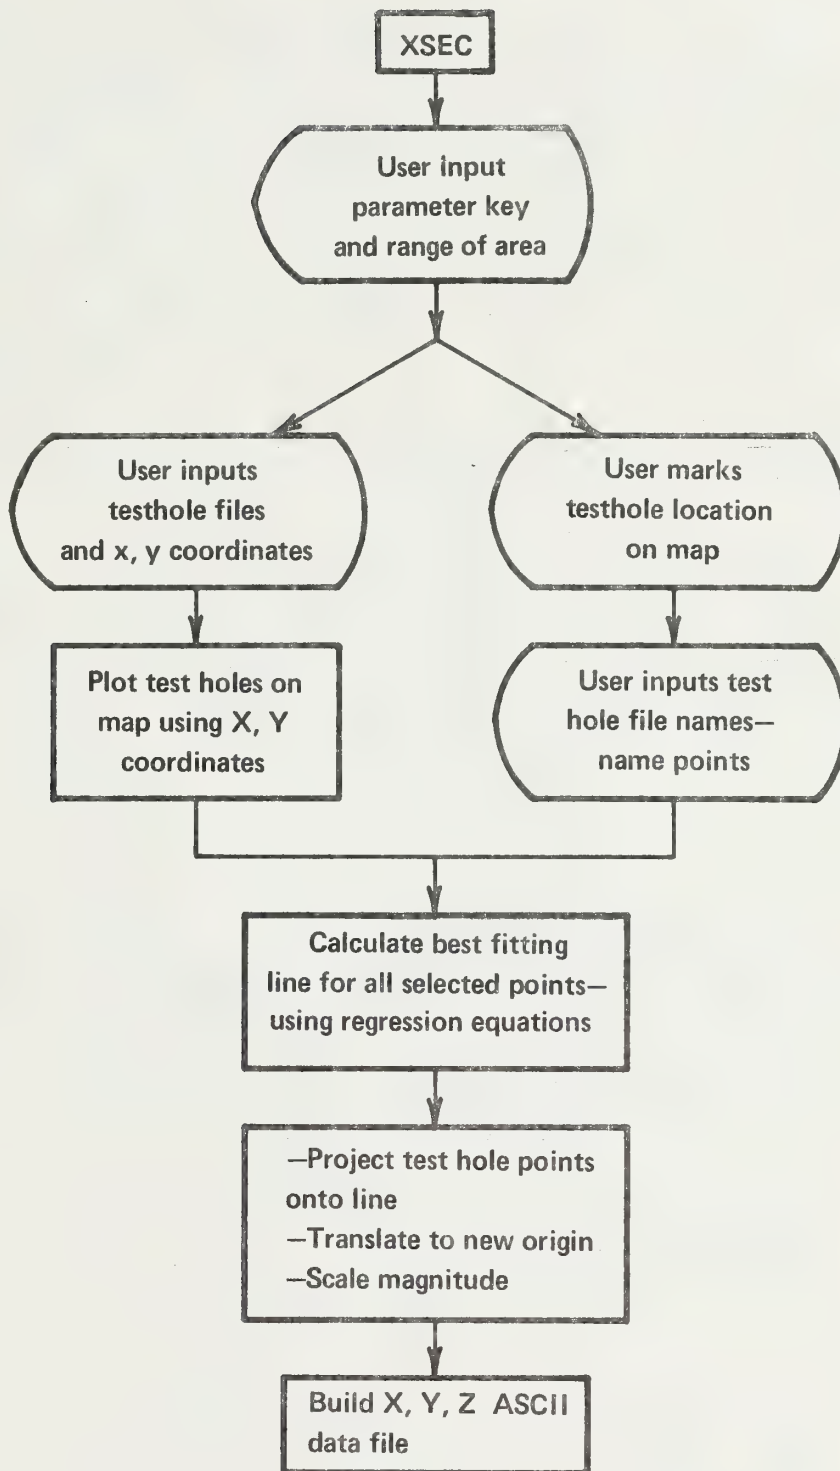 XSEC
User input
parameter key
and range of area
User inputs
testhole files
and x, y coordinates
User marks
testhole location
on map
Plot test holes on
map using X, Y
coordinates
User inputs test
hole file names—
name points
Calculate best fitting
line for all selected points—
using regression equations
—Project test hole points
onto line
—Translate to new origin
—Scale magnitude
Build X, Y, Z ASCII
data file